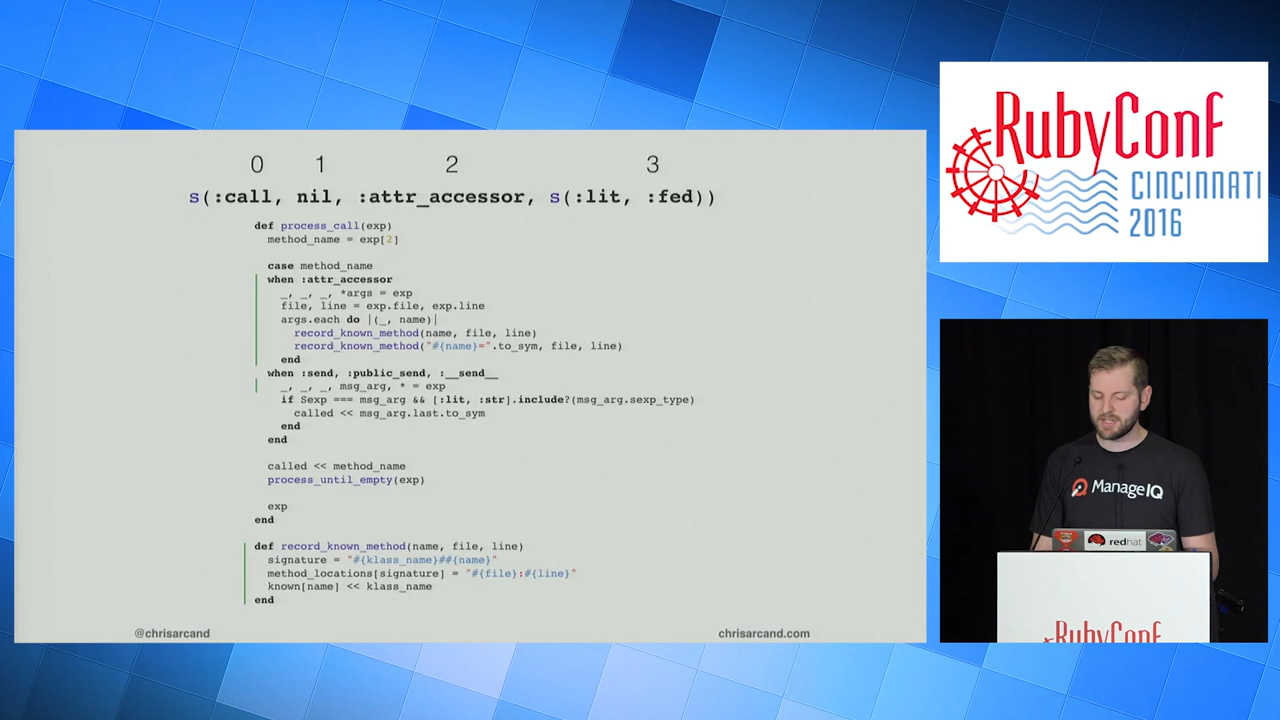 0 1 2 3
s(:call, nil, :attr_accessor, s(:lit, :fed))
def process_call(exp)
method_name = exp[2]
case method_name
when :attr_accessor
_, _, _, *args = exp
file, line = exp.file, exp.line
args.each do |(_, name)|
record_known_method(name, file, line)
record_known_method("#{name}=".to_sym, file, line)
end
when :send, :public_send, :__send__
_, _, _, msg_arg, * = exp
if Sexp === msg_arg && [:lit, :str].include?(msg_arg.sexp_type)
called << msg_arg.last.to_sym
end
end
called << method_name
process_until_empty(exp)
exp
end
def record_known_method(name, file, line)
signature = "#{klass_name}##{name}"
method_locations[signature] = "#{file}:#{line}"
known[name] << klass_name
end
@chrisarcand
chrisarcand.com
RubyConf
CINCINNATI
2016
ManageIQ
redhat
RubyConf